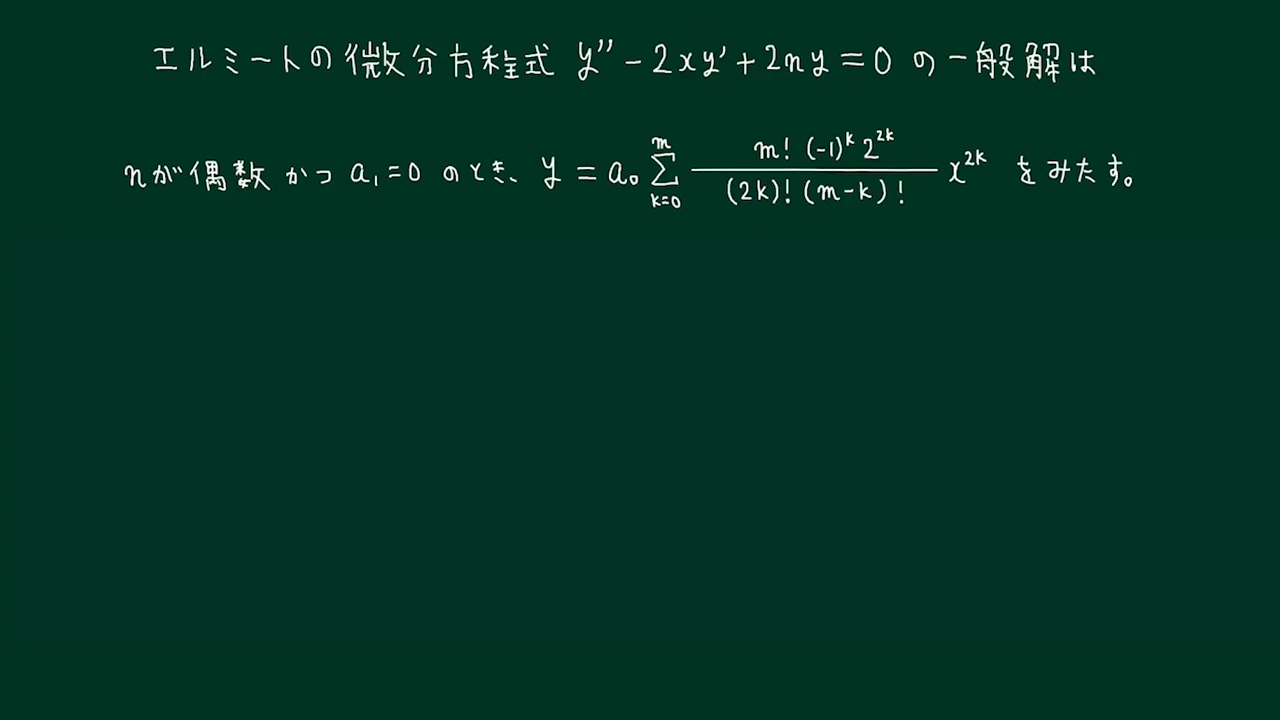 エルミートの微分方程式 y'' - 2xy' + 2ny = 0 の一般解は
nが偶数かつ a₁=0 のとき、 y = a₀ \sum_{k=0}^{m} \frac{m! (-1)^k 2^{2k}}{(2k)! (m-k)!} x^{2k} をみたす。